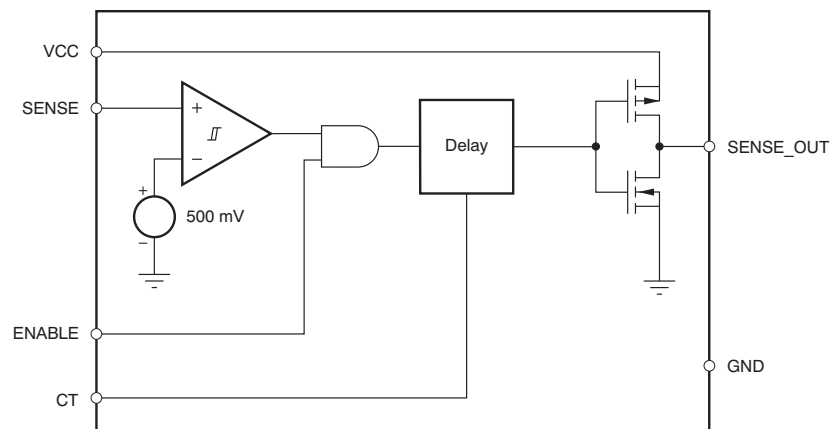 VCC
SENSE
+
−
Delay
SENSE_OUT
+
500 mV
−
ENABLE
GND
CT